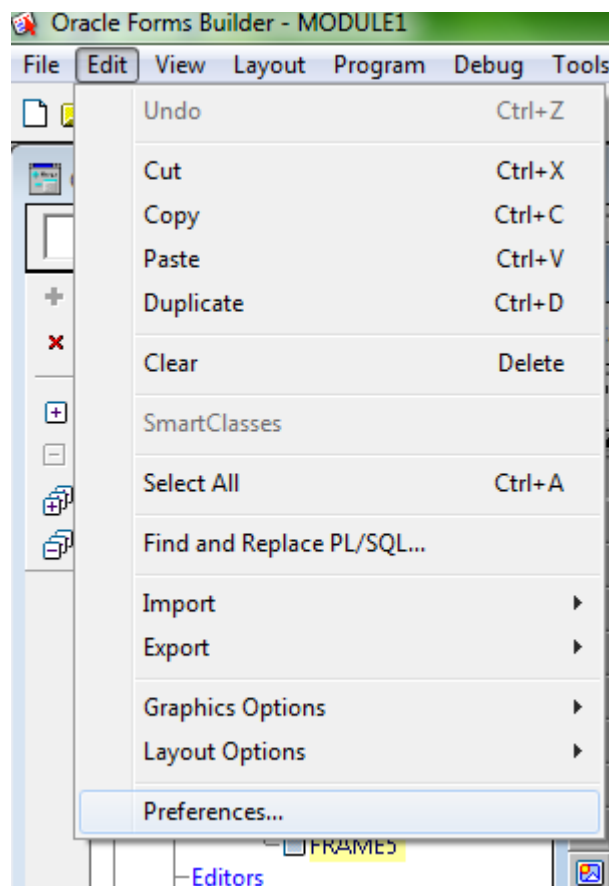 Oracle Forms Builder - MODULE1
File Edit View Layout Program Debug Tools
Undo Ctrl+Z
Cut Ctrl+X
Copy Ctrl+C
Paste Ctrl+V
Duplicate Ctrl+D
Clear Delete
SmartClasses
Select All Ctrl+A
Find and Replace PL/SQL...
Import
Export
Graphics Options
Layout Options
Preferences...
FRAME5
Editors